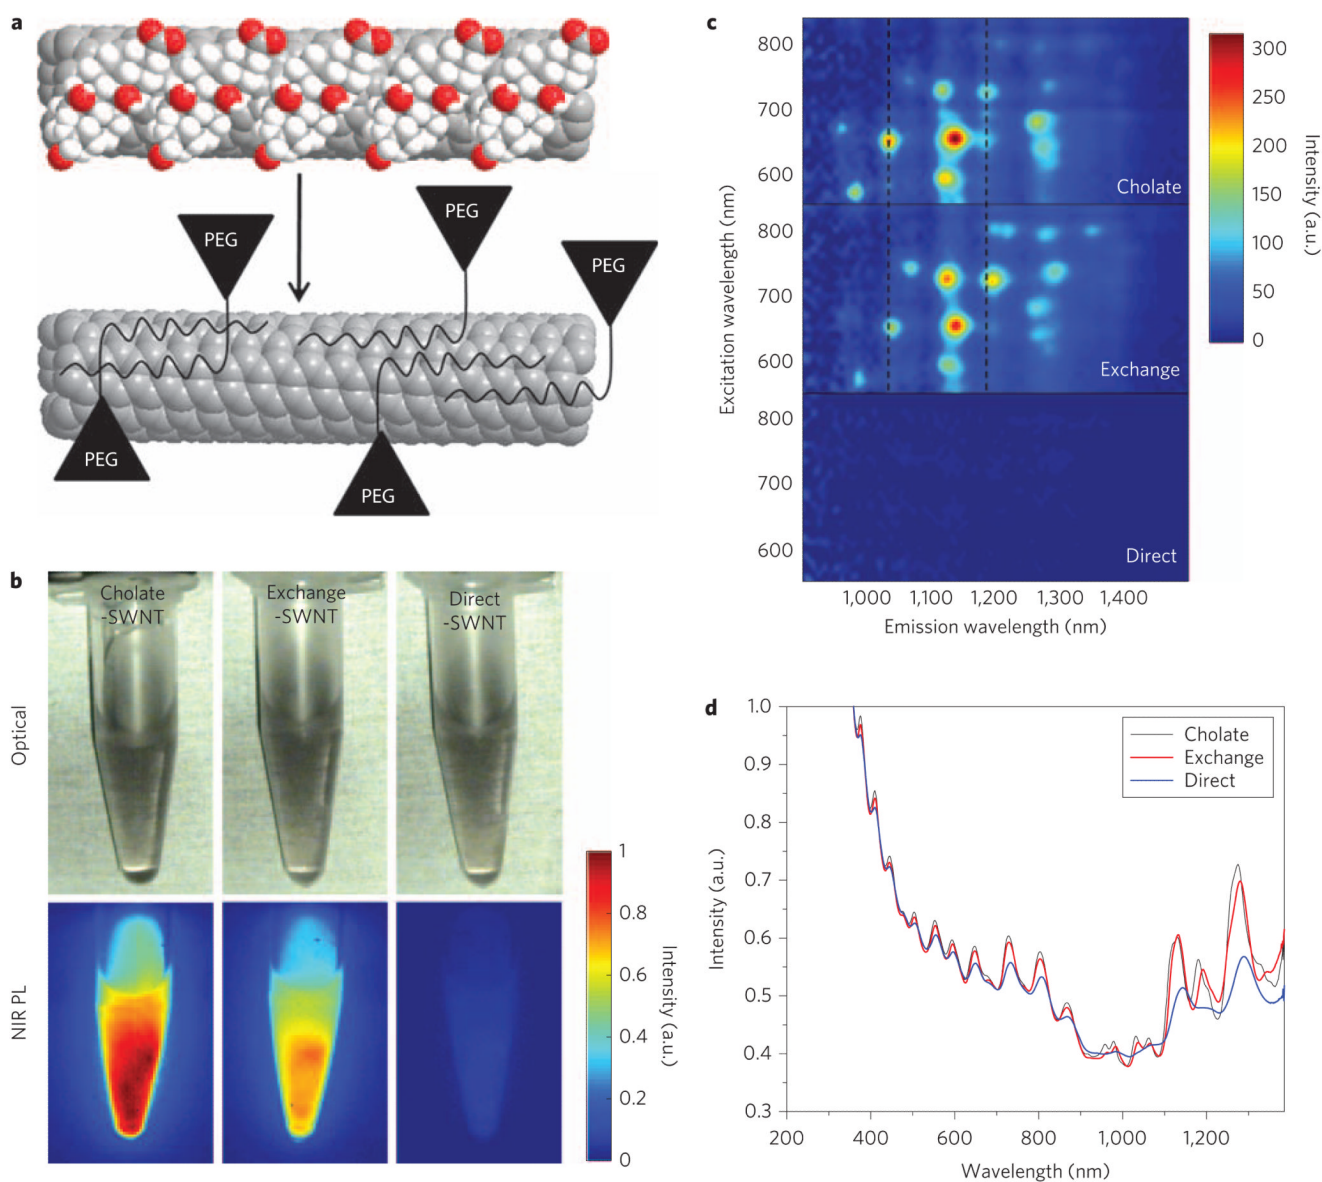 a
PEG
PEG
PEG
PEG
PEG
b
Cholate
-SWNT
Exchange
-SWNT
Direct
-SWNT
Optical
NIR PL
1
0.8
0.6
0.4
0.2
0
Intensity (a.u.)
c
800
700
600
Cholate
800
700
600
Exchange
800
700
600
Direct
1,000 1,100 1,200 1,300 1,400
Emission wavelength (nm)
Excitation wavelength (nm)
300
250
200
150
100
50
0
Intensity (a.u.)
d
1.0
0.9
0.8
0.7
0.6
0.5
0.4
0.3
Intensity (a.u.)
Cholate
Exchange
Direct
200 400 600 800 1,000 1,200
Wavelength (nm)